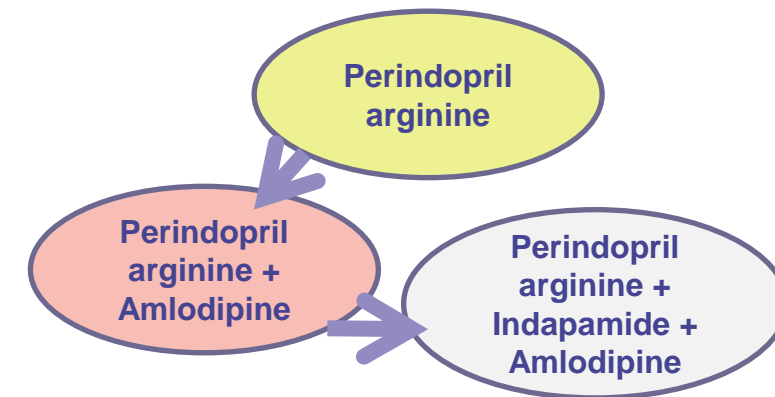 Perindopril
arginine
Perindopril
arginine +
Amlodipine
Perindopril
arginine +
Indapamide +
Amlodipine